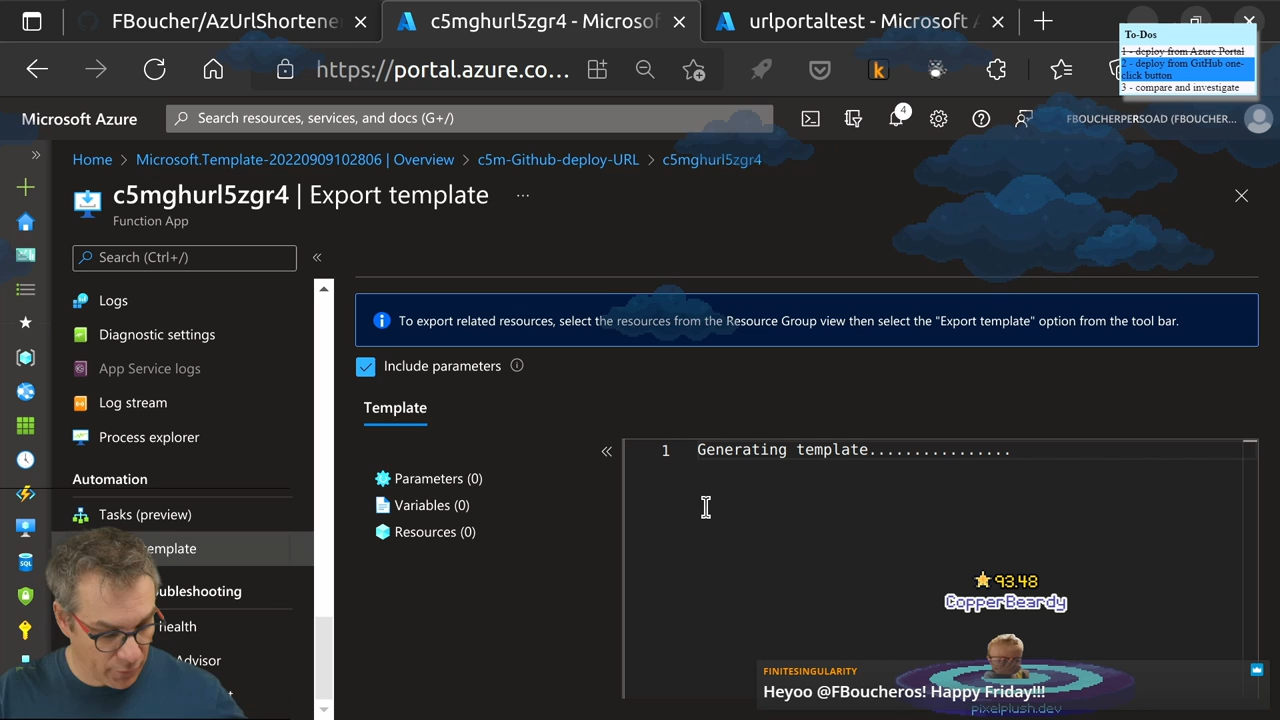 FBoucher/AzUrlShortene
c5mghurl5zgr4 - Microsof
urlportaltest - Microsoft A
To-Dos
1 - deploy from Azure Portal
2 - deploy from GitHub one-
click button
3 - compare and investigate
https://portal.azure.co...
Microsoft Azure
Search resources, services, and docs (G+/)
4
FBOUCHERPERSOAD (FBOUCHER...
Home > Microsoft.Template-20220909102806 | Overview > c5m-Github-deploy-URL > c5mghurl5zgr4
c5mghurl5zgr4 | Export template ...
Function App
Search (Ctrl+/)
Logs
Diagnostic settings
App Service logs
Log stream
Process explorer
Automation
Tasks (preview)
template
oubleshooting
health
Advisor
To export related resources, select the resources from the Resource Group view then select the "Export template" option from the tool bar.
Include parameters
Template
Parameters (0)
Variables (0)
Resources (0)
1 Generating template................
93.48
CopperBeardy
FINITESINGULARITY
Heyoo @FBoucheros! Happy Friday!!!
pixelplush.dev